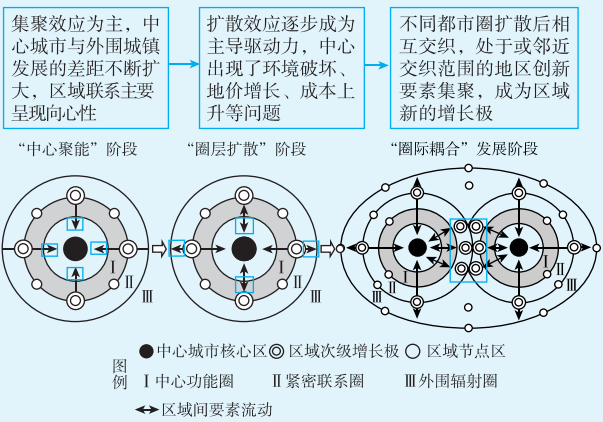 集聚效应为主，中
心城市与外围城镇
发展的差距不断扩
大，区域联系主要
呈现向心性
扩散效应逐步成为
主导驱动力，中心
出现了环境破坏、
地价增长、成本上
升等问题
不同都市圈扩散后相
互交织，处于或邻近
交织范围的地区创新
要素集聚，成为区域
新的增长极
“中心聚能”阶段
“圈层扩散”阶段
“圈际耦合”发展阶段
Ⅰ
Ⅱ
Ⅲ
Ⅰ
Ⅱ
Ⅲ
Ⅰ
Ⅱ
Ⅲ
Ⅰ
Ⅱ
Ⅲ
图例
中心城市核心区
区域次级增长极
区域节点区
Ⅰ中心功能圈
Ⅱ紧密联系圈
Ⅲ外围辐射圈
区域间要素流动